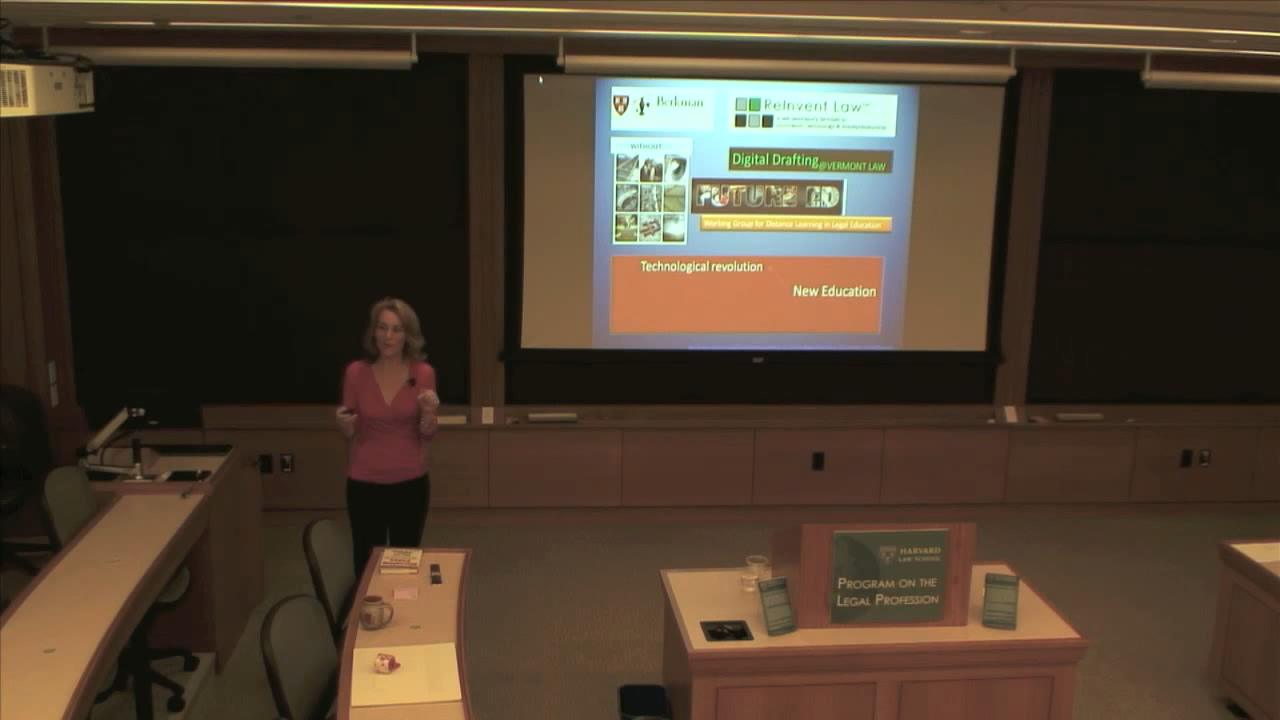 Berkman
ReInvent Law
WITHOUT
Digital Drafting @VERMONT LAW
FUTURE ED
Working Group for Distance Learning in Legal Education
Technological revolution
New Education
HARVARD
LAW SCHOOL
PROGRAM ON THE
LEGAL PROFESSION